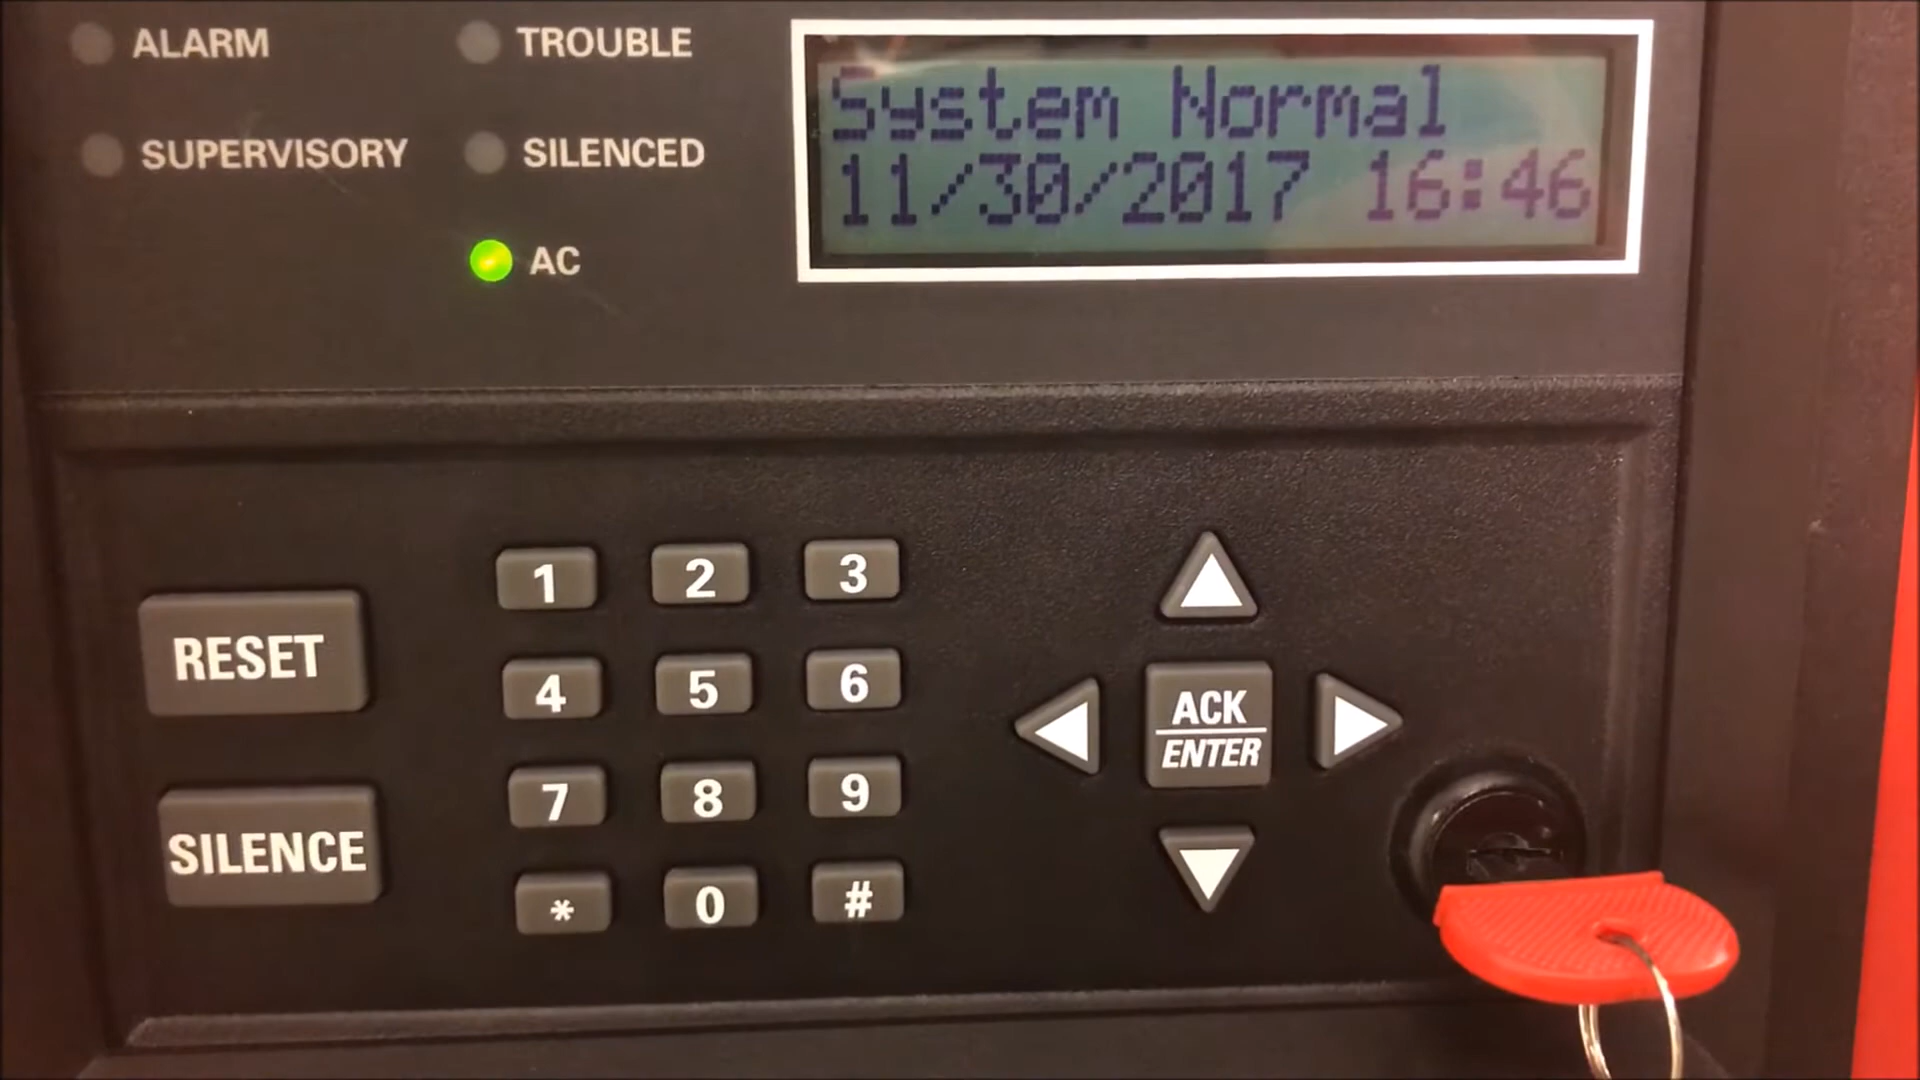 ALARM TROUBLE
SUPERVISORY SILENCED
AC
System Normal
11/30/2017 16:46
RESET
SILENCE
1 2 3
4 5 6
7 8 9
* 0 #
ACK
ENTER